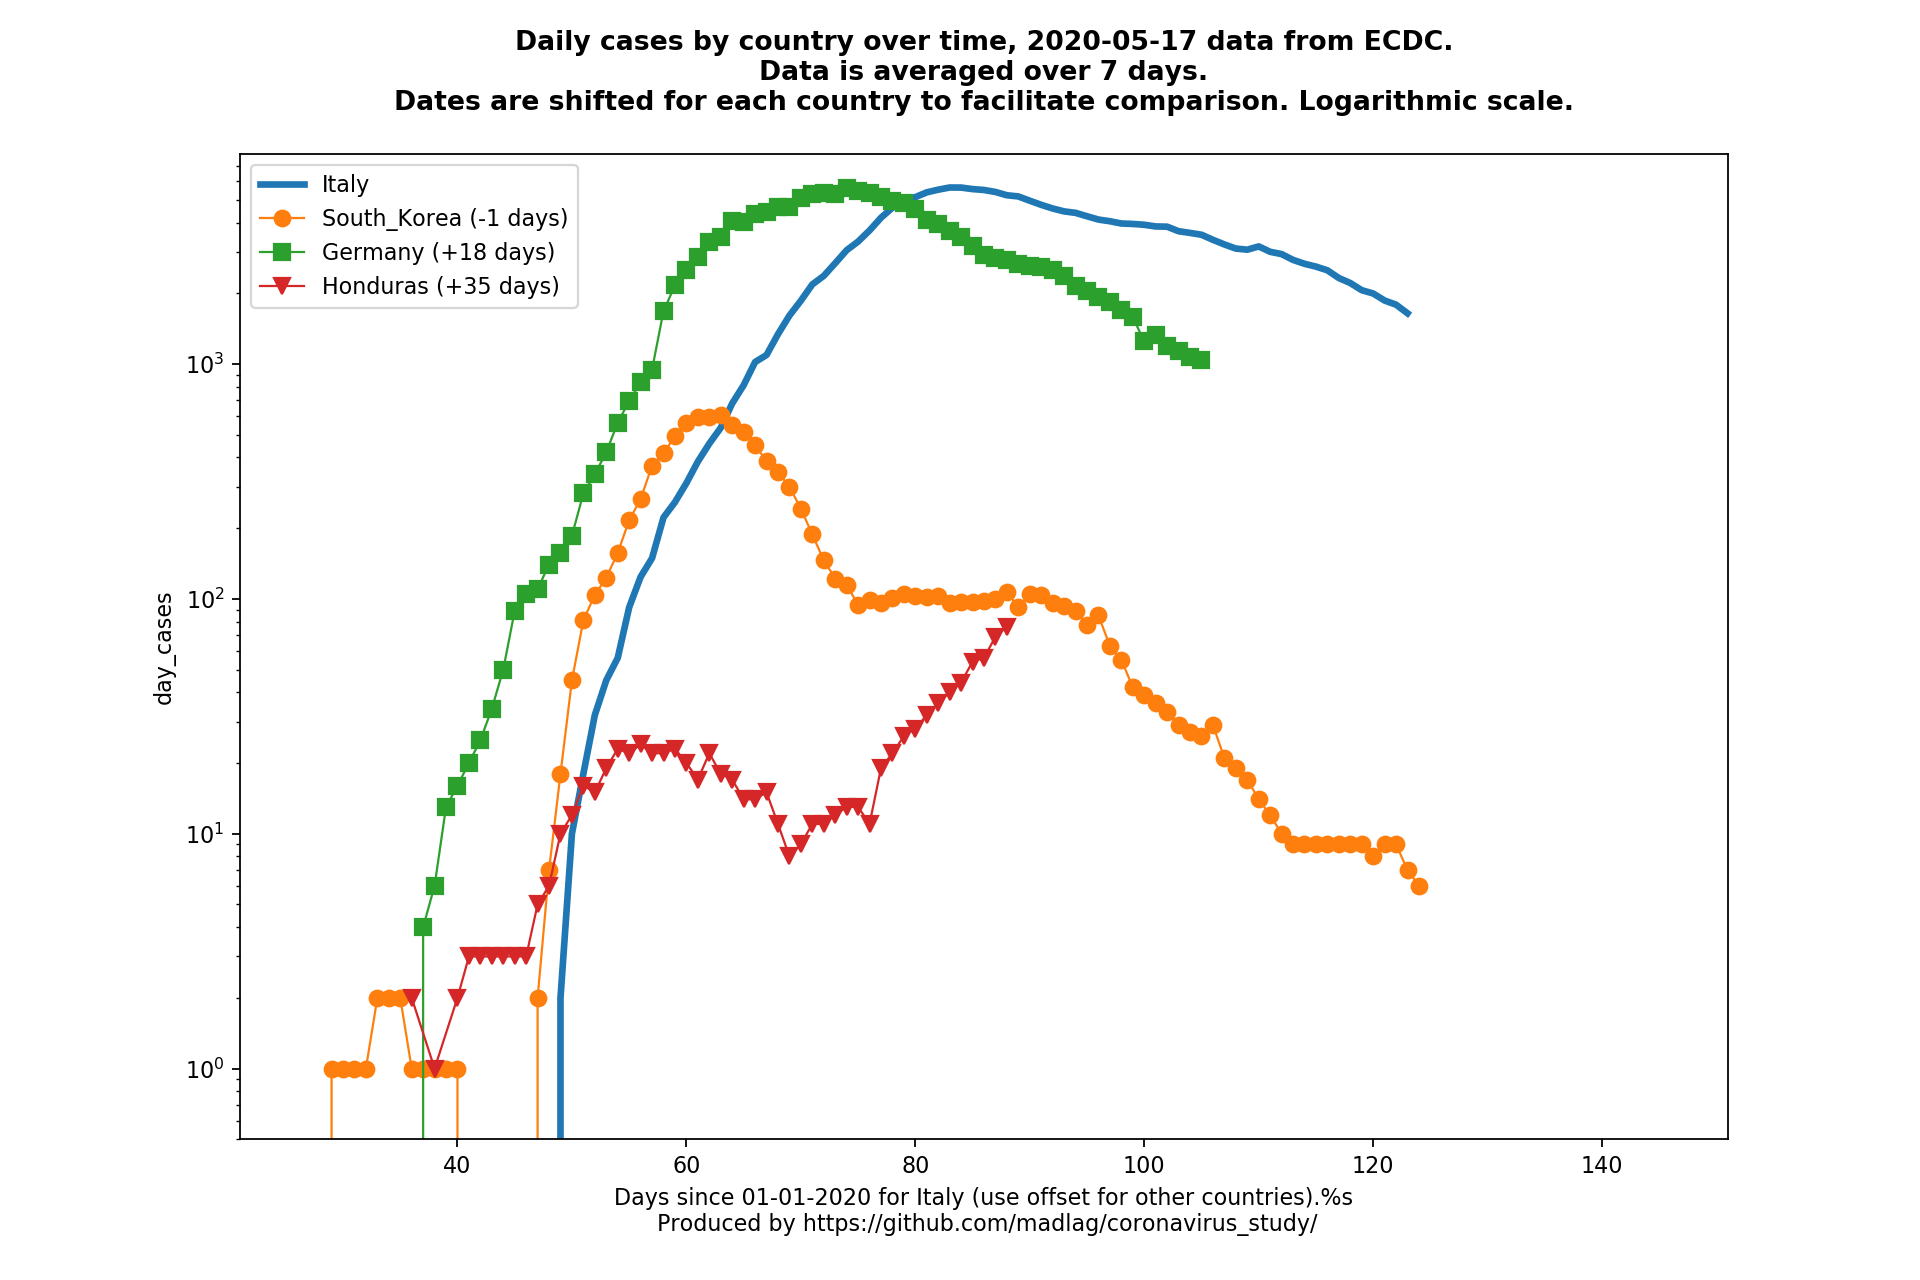 Daily cases by country over time, 2020-05-17 data from ECDC.
Data is averaged over 7 days.
Dates are shifted for each country to facilitate comparison. Logarithmic scale.
Italy
South_Korea (-1 days)
Germany (+18 days)
Honduras (+35 days)
10³
10²
10¹
10⁰
day_cases
40 60 80 100 120 140
Days since 01-01-2020 for Italy (use offset for other countries).%s
Produced by https://github.com/madlag/coronavirus_study/